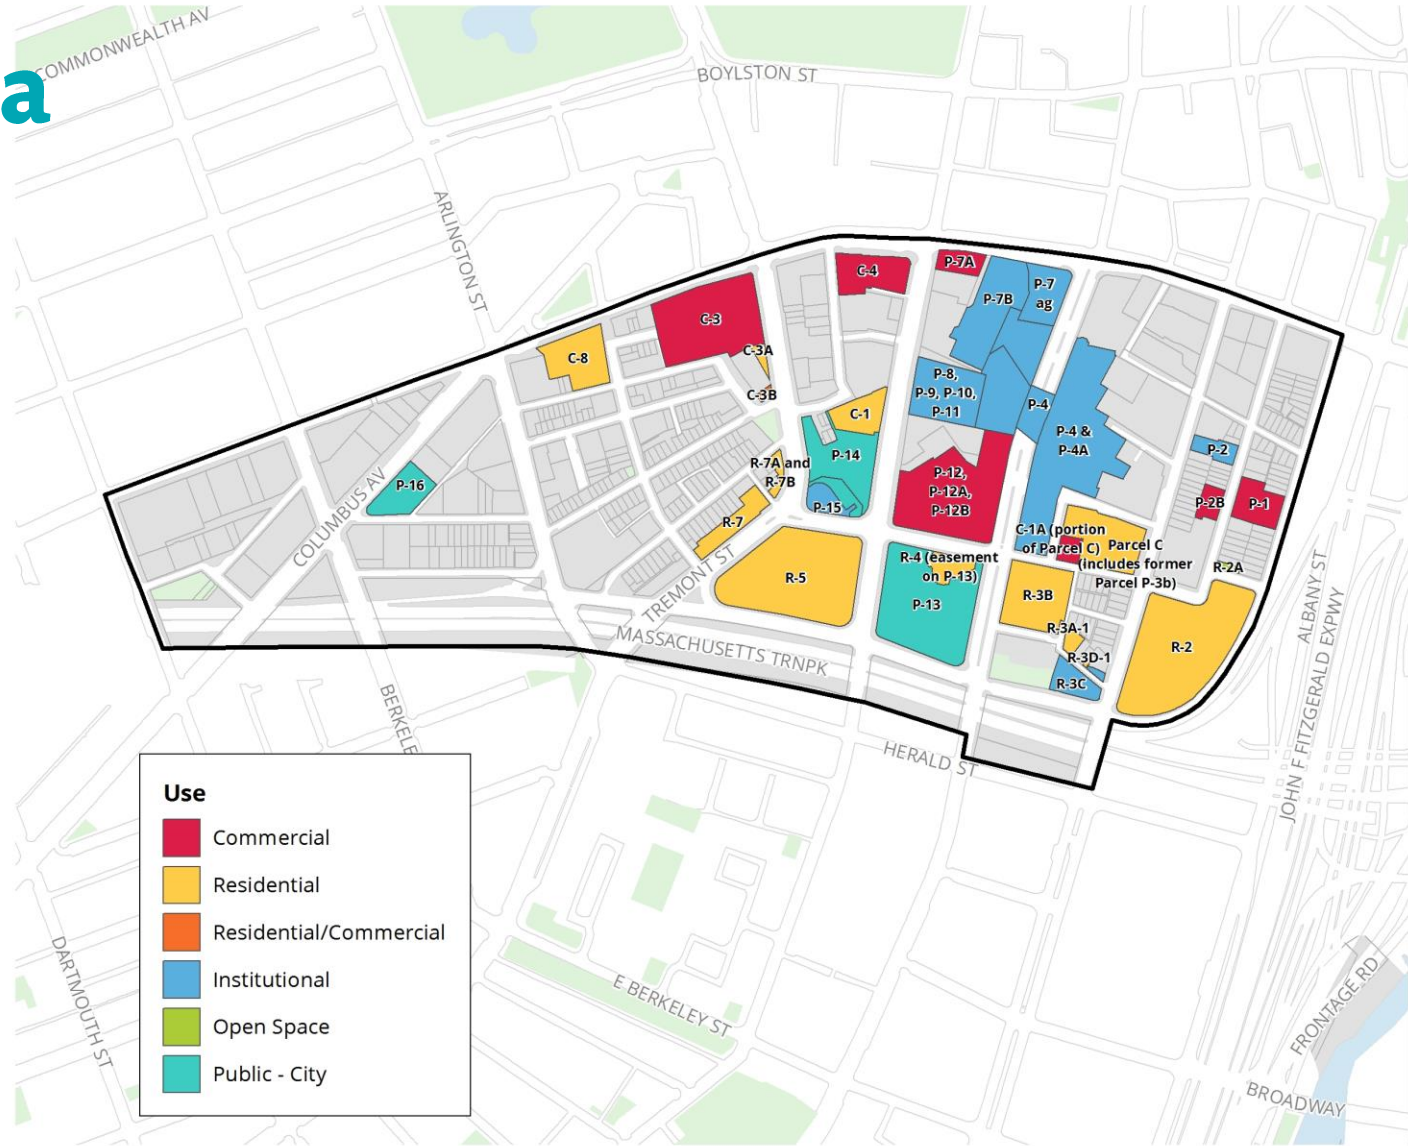 COMMONWEALTH AV
a
BOYLSTON ST
ARLINGTON ST
C-4
P-7A
P-7B
P-7
ag
C-3
C-3A
C-8
C-3B
P-8,
P-9, P-10,
P-11
P-4
C-1
P-4 &
P-4A
P-14
P-2
R-7A and
R-7B
P-16
COLUMBUS AV
P-12,
P-12A,
P-12B
P-2B
P-1
P-15
R-7
C-1A (portion
of Parcel C)
Parcel C
(includes former
Parcel P-3b)
R-4 (easement
on P-13)
R-2A
R-5
TREMONT ST
P-13
R-3B
R-3A-1
R-2
R-3D-1
R-3C
MASSACHUSETTS TRNPK
ALBANY ST
JOHN F FITZGERALD EXPWY
BERKELE
HERALD ST
Use
Commercial
Residential
Residential/Commercial
Institutional
Open Space
Public - City
DARTMOUTH ST
E BERKELEY ST
FRONTAGE RD
BROADWAY